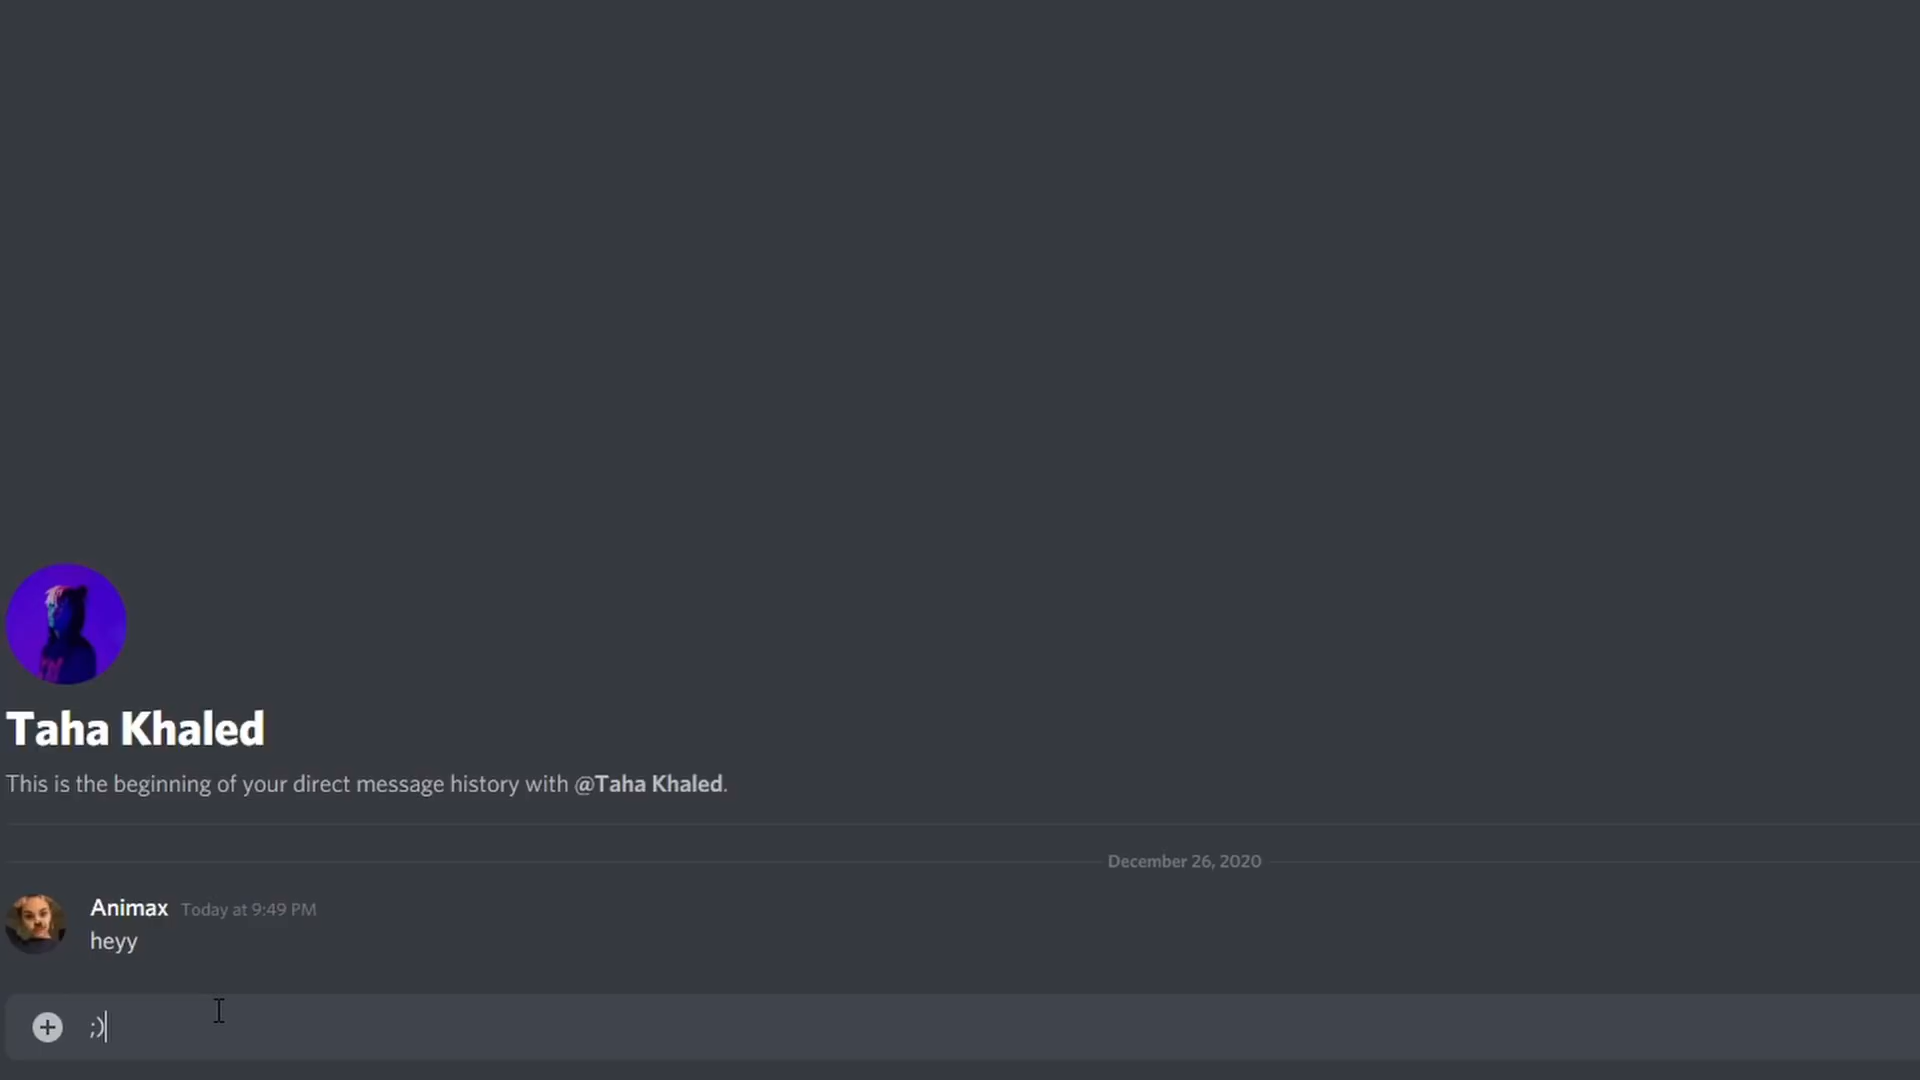 Taha Khaled
This is the beginning of your direct message history with @Taha Khaled.
December 26, 2020
Animax Today at 9:49 PM
heyy
;)